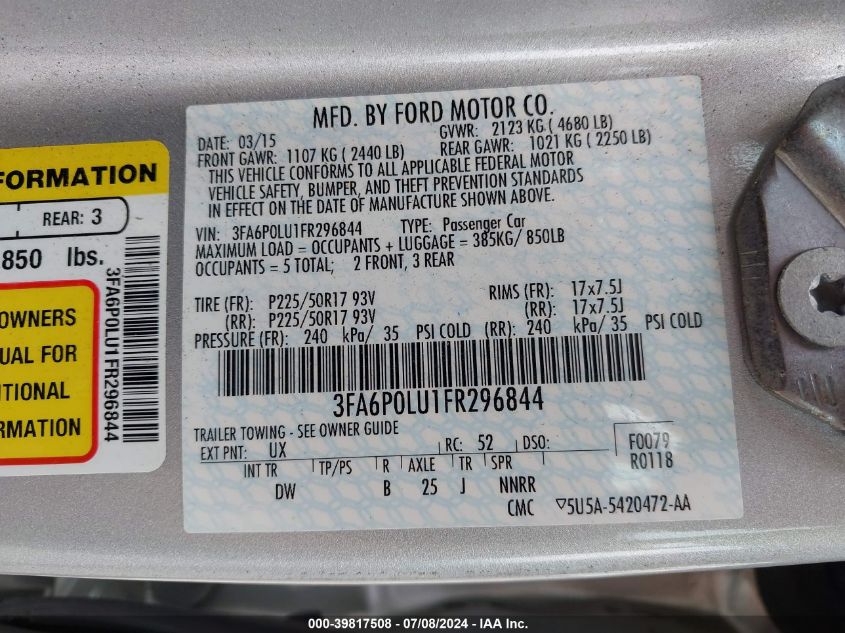 FORMATION
REAR: 3
850 lbs.
OWNERS
UAL FOR
ITIONAL
ORMATION
3FA6P0LU1FR296844
MFD. BY FORD MOTOR CO.
DATE: 03/15 GVWR: 2123 KG ( 4680 LB)
FRONT GAWR: 1107 KG ( 2440 LB) REAR GAWR: 1021 KG ( 2250 LB)
THIS VEHICLE CONFORMS TO ALL APPLICABLE FEDERAL MOTOR
VEHICLE SAFETY, BUMPER, AND THEFT PREVENTION STANDARDS
IN EFFECT ON THE DATE OF MANUFACTURE SHOWN ABOVE.
VIN: 3FA6P0LU1FR296844 TYPE: Passenger Car
MAXIMUM LOAD = OCCUPANTS + LUGGAGE = 385KG/ 850LB
OCCUPANTS = 5 TOTAL; 2 FRONT, 3 REAR
TIRE (FR): P225/50R17 93V RIMS (FR): 17x7.5J
(RR): P225/50R17 93V (RR): 17x7.5J
PRESSURE (FR): 240 kPa/ 35 PSI COLD (RR): 240 kPa/ 35 PSI COLD
3FA6P0LU1FR296844
TRAILER TOWING - SEE OWNER GUIDE
EXT PNT: UX RC: 52 DSO: F0079
R0118
INT TR TP/PS R AXLE TR SPR
DW B 25 J NNRR
CMC ▽5U5A-5420472-AA
000-39817508 - 07/08/2024 - IAA Inc.